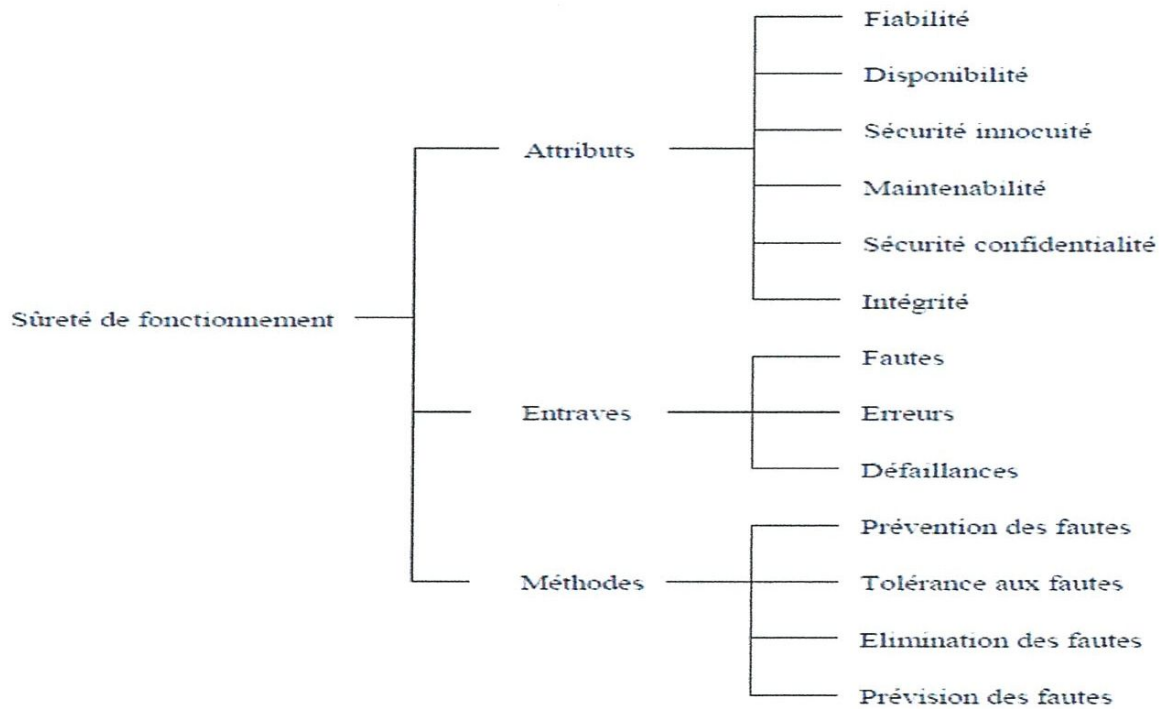 Fiabilité
Disponibilité
Sécurité innocuité
Attributs
Maintenabilité
Sécurité confidentialité
Intégrité
Sûreté de fonctionnement
Fautes
Entraves
Erreurs
Défaillances
Prévention des fautes
Méthodes
Tolérance aux fautes
Elimination des fautes
Prévision des fautes